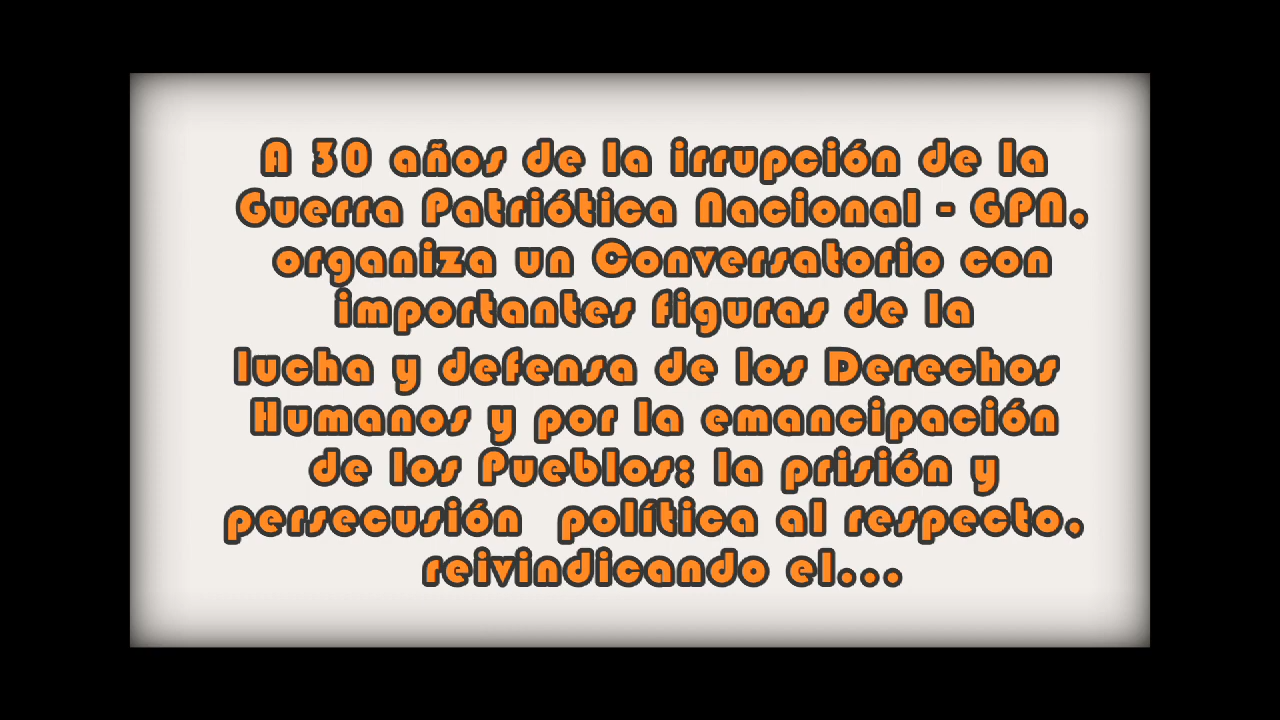 A 30 años de la irrupción de la
Guerra Patriótica Nacional - GPN,
organiza un Conversatorio con
importantes figuras de la
lucha y defensa de los Derechos
Humanos y por la emancipación
de los Pueblos; la prisión y
persecusión política al respecto,
reivindicando el...